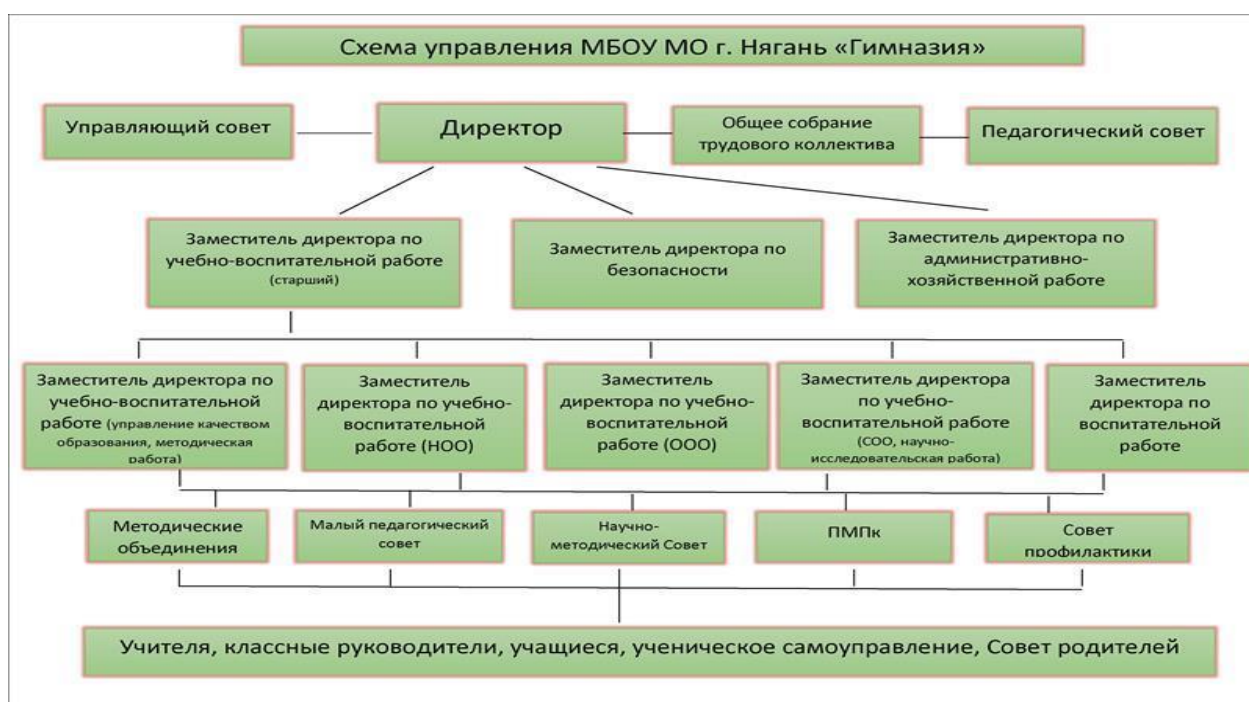 Схема управления МБОУ МО г. Нягань «Гимназия»
Управляющий совет
Директор
Общее собрание
трудового коллектива
Педагогический совет
Заместитель директора по
учебно-воспитательной работе
(старший)
Заместитель директора по
безопасности
Заместитель директора по
административно-
хозяйственной работе
Заместитель директора по
учебно-воспитательной
работе (управление качеством
образования, методическая
работа)
Заместитель
директора по учебно-
воспитательной
работе (НОО)
Заместитель
директора по учебно-
воспитательной
работе (ООО)
Заместитель директора
по учебно-
воспитательной работе
(СОО, научно-
исследовательская работа)
Заместитель
директора по
воспитательной
работе
Методические
объединения
Малый педагогический
совет
Научно-
методический Совет
ПМПк
Совет
профилактики
Учителя, классные руководители, учащиеся, ученическое самоуправление, Совет родителей